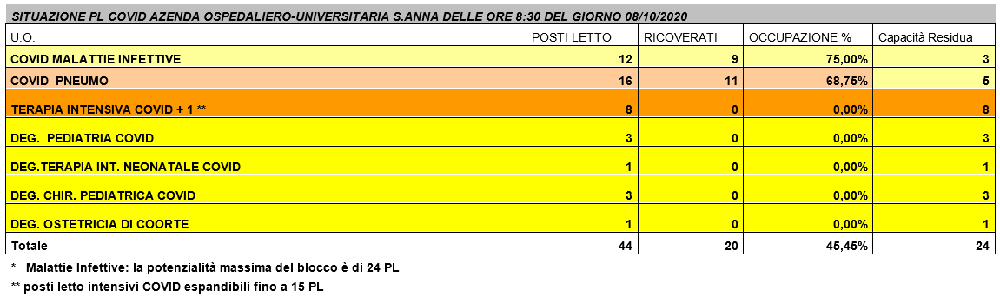 SITUAZIONE PL COVID AZENDA OSPEDALIERO-UNIVERSITARIA S.ANNA DELLE ORE 8:30 DEL GIORNO 08/10/2020
U.O. POSTI LETTO RICOVERATI OCCUPAZIONE % Capacità Residua
COVID MALATTIE INFETTIVE 12 9 75,00% 3
COVID PNEUMO 16 11 68,75% 5
TERAPIA INTENSIVA COVID + 1 ** 8 0 0,00% 8
DEG. PEDIATRIA COVID 3 0 0,00% 3
DEG.TERAPIA INT. NEONATALE COVID 1 0 0,00% 1
DEG. CHIR. PEDIATRICA COVID 3 0 0,00% 3
DEG. OSTETRICIA DI COORTE 1 0 0,00% 1
Totale 44 20 45,45% 24
* Malattie Infettive: la potenzialità massima del blocco è di 24 PL
** posti letto intensivi COVID espandibili fino a 15 PL